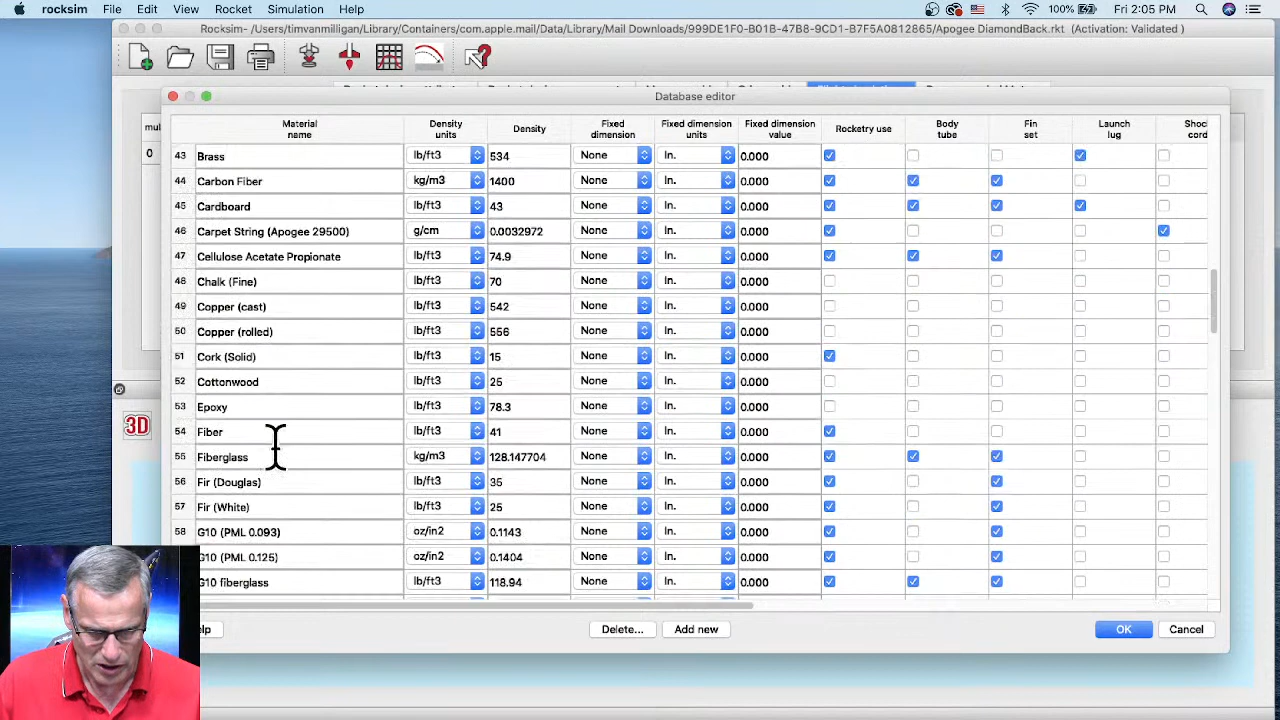 rocksim File Edit View Rocket Simulation Help 100% Fri 2:05 PM
Rocksim- /Users/timvanmilligan/Library/Containers/com.apple.mail/Data/Library/Mail Downloads/999DE1F0-B01B-47B8-9CD1-B7F5A0812865/Apogee DiamondBack.rkt (Activation: Validated )
Database editor
Material name Density units Density Fixed dimension Fixed dimension units Fixed dimension value Rocketry use Body tube Fin set Launch lug Shoc cord
43 Brass lb/ft3 534 None In. 0.000
44 Carbon Fiber kg/m3 1400 None In. 0.000
45 Cardboard lb/ft3 43 None In. 0.000
46 Carpet String (Apogee 29500) g/cm 0.0032972 None In. 0.000
47 Cellulose Acetate Propionate lb/ft3 74.9 None In. 0.000
48 Chalk (Fine) lb/ft3 70 None In. 0.000
49 Copper (cast) lb/ft3 542 None In. 0.000
50 Copper (rolled) lb/ft3 556 None In. 0.000
51 Cork (Solid) lb/ft3 15 None In. 0.000
52 Cottonwood lb/ft3 25 None In. 0.000
53 Epoxy lb/ft3 78.3 None In. 0.000
54 Fiber lb/ft3 41 None In. 0.000
55 Fiberglass kg/m3 128.147704 None In. 0.000
56 Fir (Douglas) lb/ft3 35 None In. 0.000
57 Fir (White) lb/ft3 25 None In. 0.000
58 G10 (PML 0.093) oz/in2 0.1143 None In. 0.000
G10 (PML 0.125) oz/in2 0.1404 None In. 0.000
G10 fiberglass lb/ft3 118.94 None In. 0.000
mul
0
3D
elp Delete... Add new OK Cancel